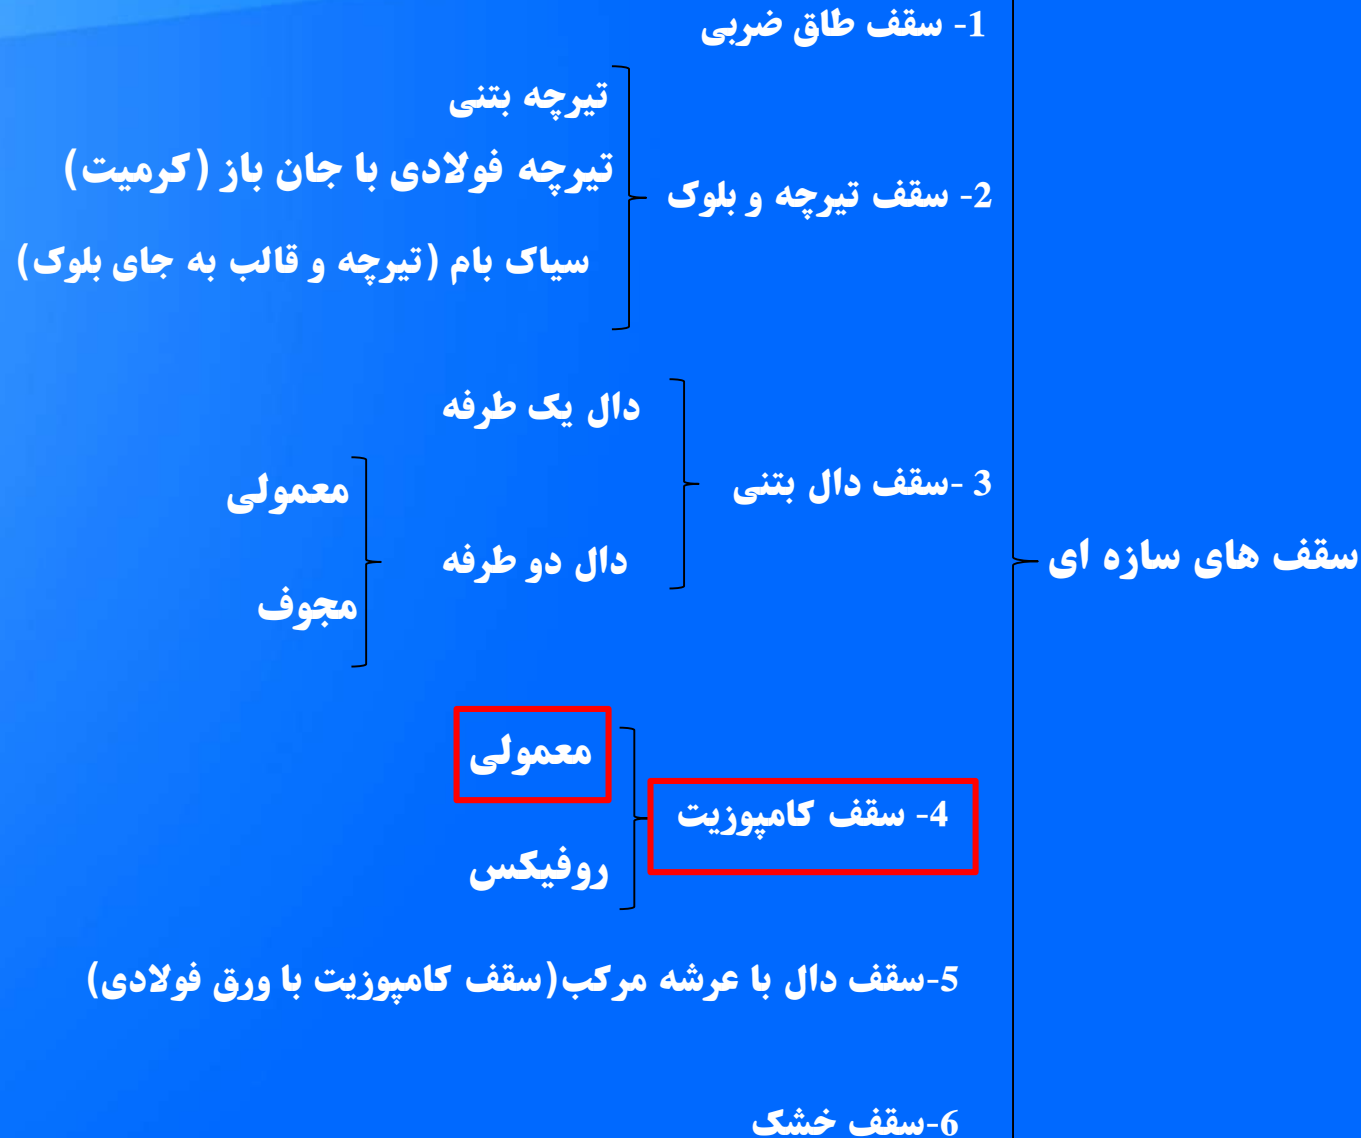 سقف های سازه ای
1- سقف طاق ضربی
2- سقف تیرچه و بلوک
تیرچه بتنی
تیرچه فولادی با جان باز (کرمیت)
سیاک بام (تیرچه و قالب به جای بلوک)
3 -سقف دال بتنی
دال یک طرفه
دال دو طرفه
معمولی
مجوف
4- سقف کامپوزیت
معمولی
روفیکس
5-سقف دال با عرشه مرکب(سقف کامپوزیت با ورق فولادی)
6-سقف خشک